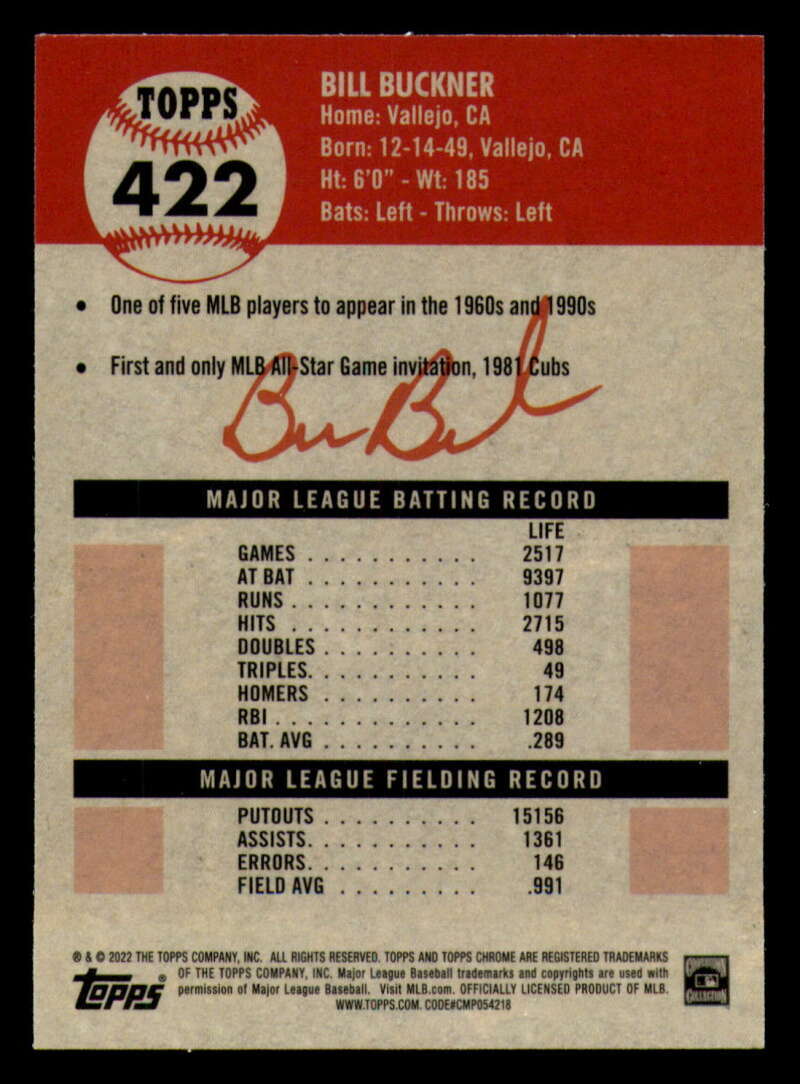 TOPPS
422
BILL BUCKNER
Home: Vallejo, CA
Born: 12-14-49, Vallejo, CA
Ht: 6'0" - Wt: 185
Bats: Left - Throws: Left
• One of five MLB players to appear in the 1960s and 1990s
• First and only MLB All-Star Game invitation, 1981 Cubs
MAJOR LEAGUE BATTING RECORD
LIFE
GAMES . . . . . . . . . . . 2517
AT BAT . . . . . . . . . . . 9397
RUNS . . . . . . . . . . . . 1077
HITS . . . . . . . . . . . . 2715
DOUBLES . . . . . . . . . . 498
TRIPLES. . . . . . . . . . . 49
HOMERS . . . . . . . . . . 174
RBI . . . . . . . . . . . . . 1208
BAT. AVG . . . . . . . . . . .289
MAJOR LEAGUE FIELDING RECORD
PUTOUTS . . . . . . . . . . 15156
ASSISTS. . . . . . . . . . . 1361
ERRORS. . . . . . . . . . . 146
FIELD AVG . . . . . . . . . .991
® & © 2022 THE TOPPS COMPANY, INC. ALL RIGHTS RESERVED. TOPPS AND TOPPS CHROME ARE REGISTERED TRADEMARKS
OF THE TOPPS COMPANY, INC. Major League Baseball trademarks and copyrights are used with
permission of Major League Baseball. Visit MLB.com. OFFICIALLY LICENSED PRODUCT OF MLB.
WWW.TOPPS.COM. CODE#CMP054218
Topps®
COOPERSTOWN
COLLECTION